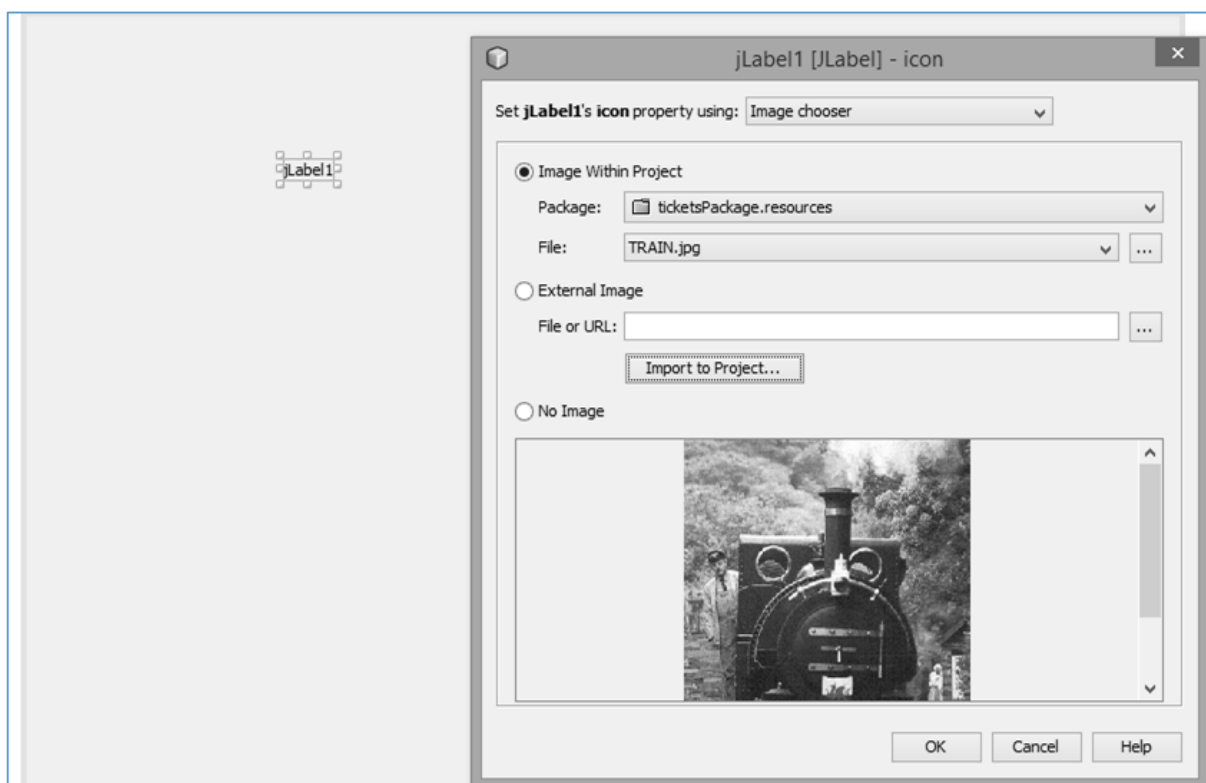 jLabel1 [JLabel] - icon
Set jLabel1's icon property using: Image chooser
jLabel1
Image Within Project
Package: ticketsPackage.resources
File: TRAIN.jpg ...
External Image
File or URL: ...
Import to Project...
No Image
OK Cancel Help